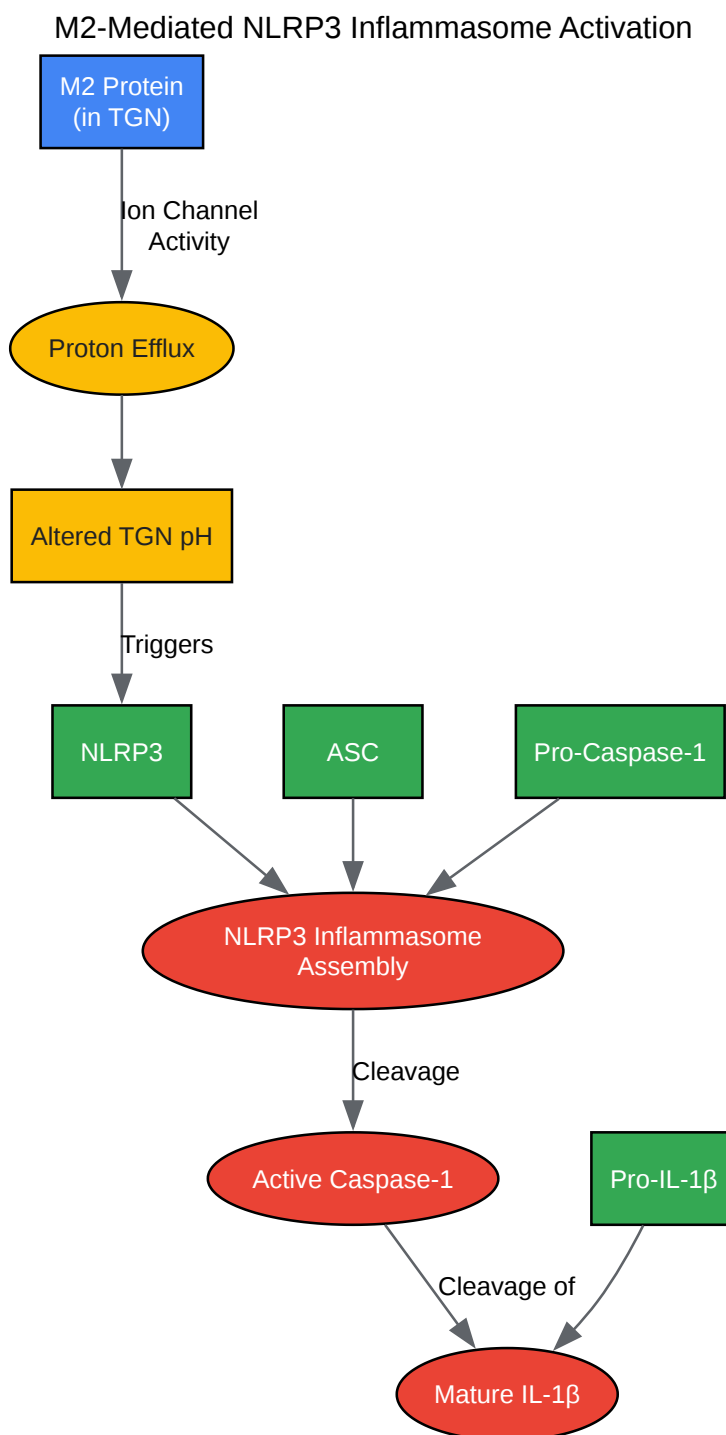 M2-Mediated NLRP3 Inflammasome Activation
M2 Protein
(in TGN)
Ion Channel
Activity
Proton Efflux
Altered TGN pH
Triggers
NLRP3
ASC
Pro-Caspase-1
NLRP3 Inflammasome
Assembly
Cleavage
Active Caspase-1
Pro-IL-1β
Cleavage of
Mature IL-1β